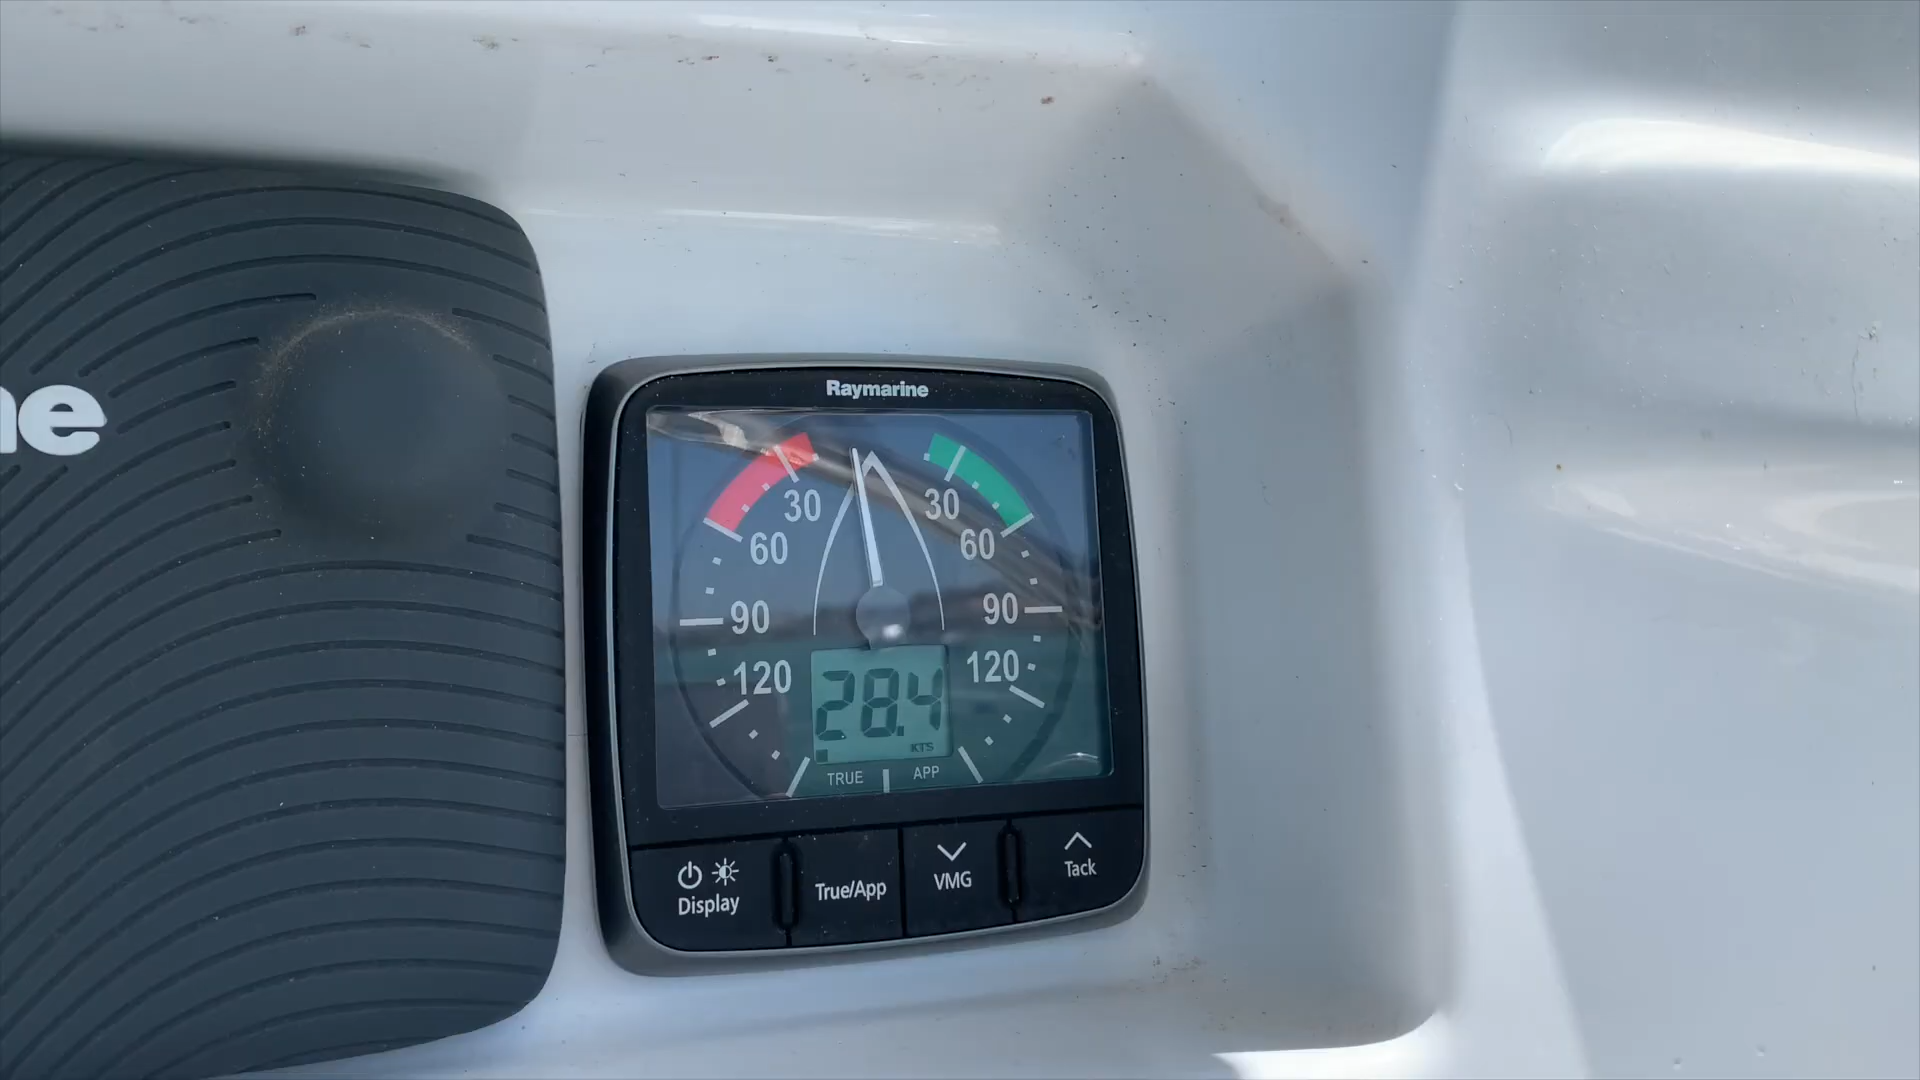 ne
Raymarine
30 30
60 60
90 90
120 120
28.4
KTS
TRUE APP
Display True/App VMG Tack